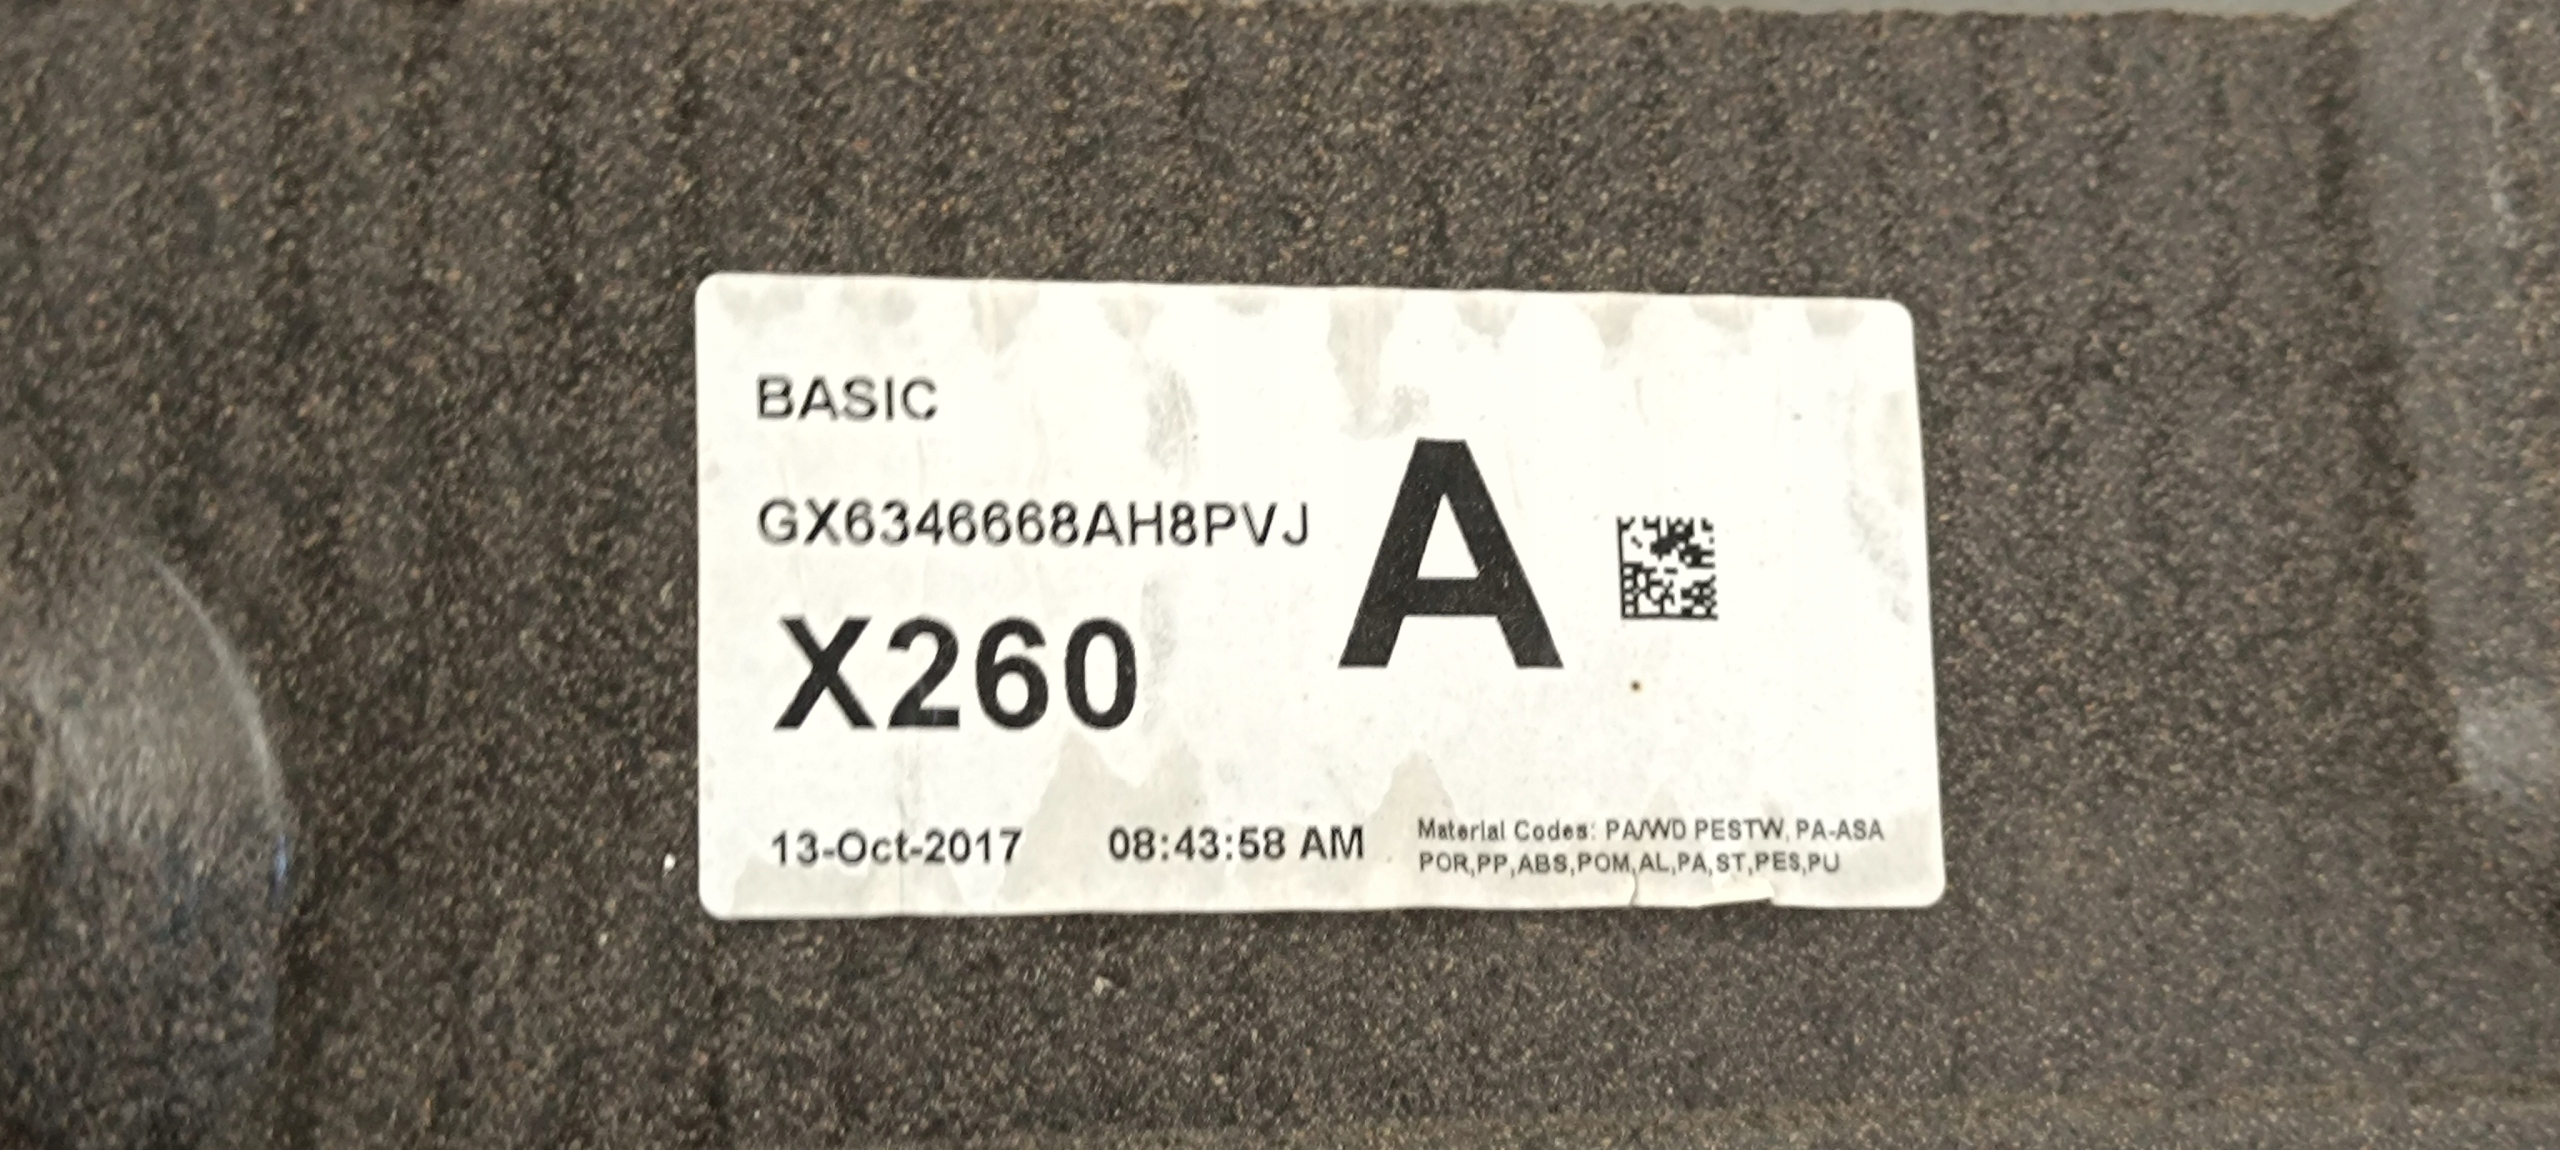 BASIC
GX6346668AH8PVJ
A
X260
13-Oct-2017 08:43:58 AM
Material Codes: PA/WD PESTW, PA-ASA
POR,PP,ABS,POM,AL,PA,ST,PES,PU